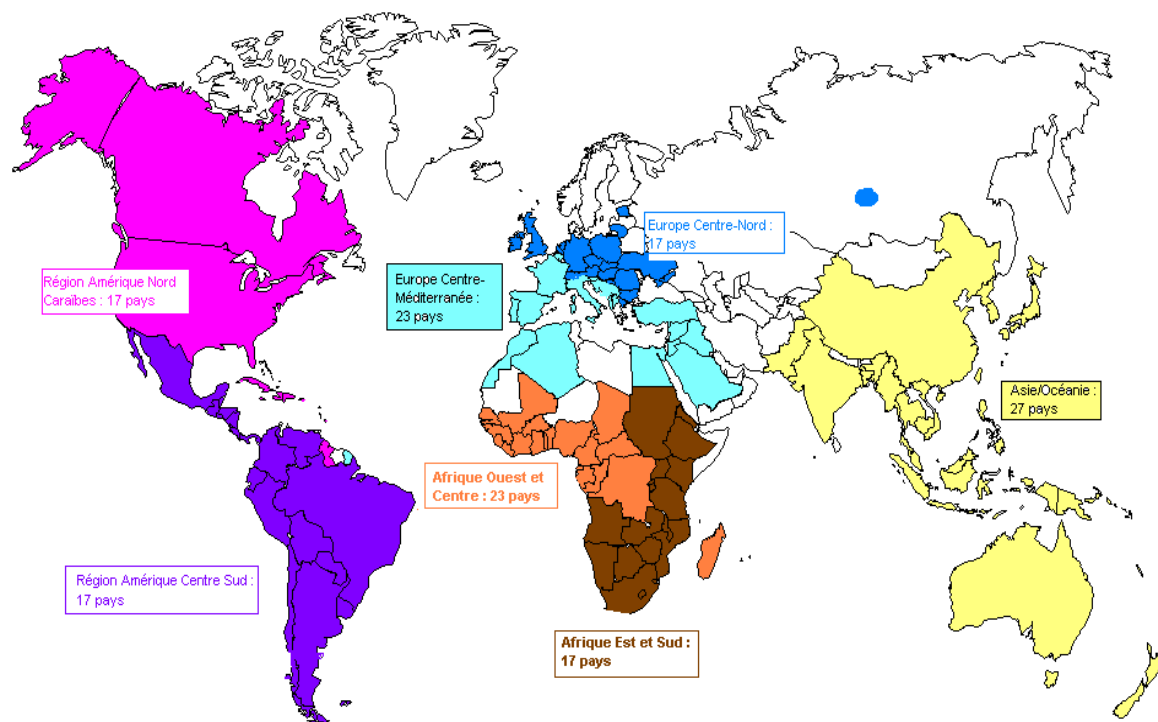 Europe Centre-Nord :
17 pays
Région Amérique Nord
Caraïbes : 17 pays
Europe Centre-
Méditerranée :
23 pays
Asie/Océanie :
27 pays
Afrique Ouest et
Centre : 23 pays
Région Amérique Centre Sud :
17 pays
Afrique Est et Sud :
17 pays